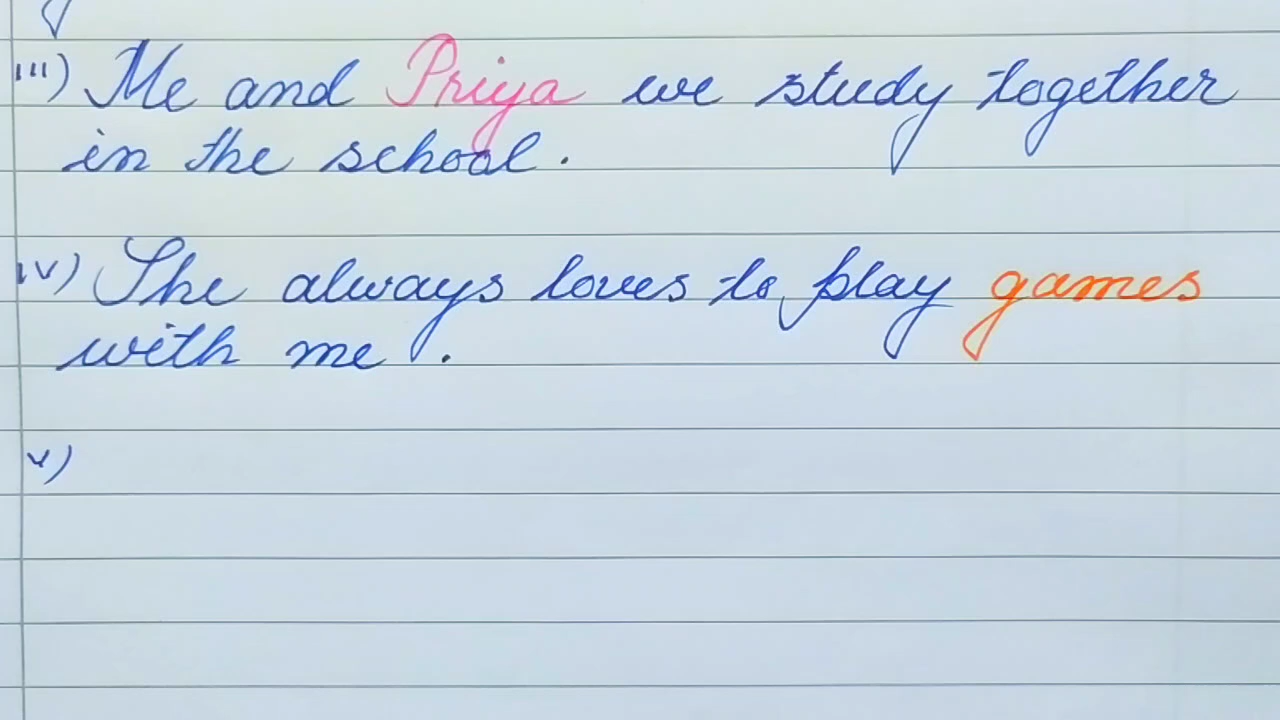 iii) Me and Priya we study together
in the school.
iv) She always loves to play games
with me.
v)